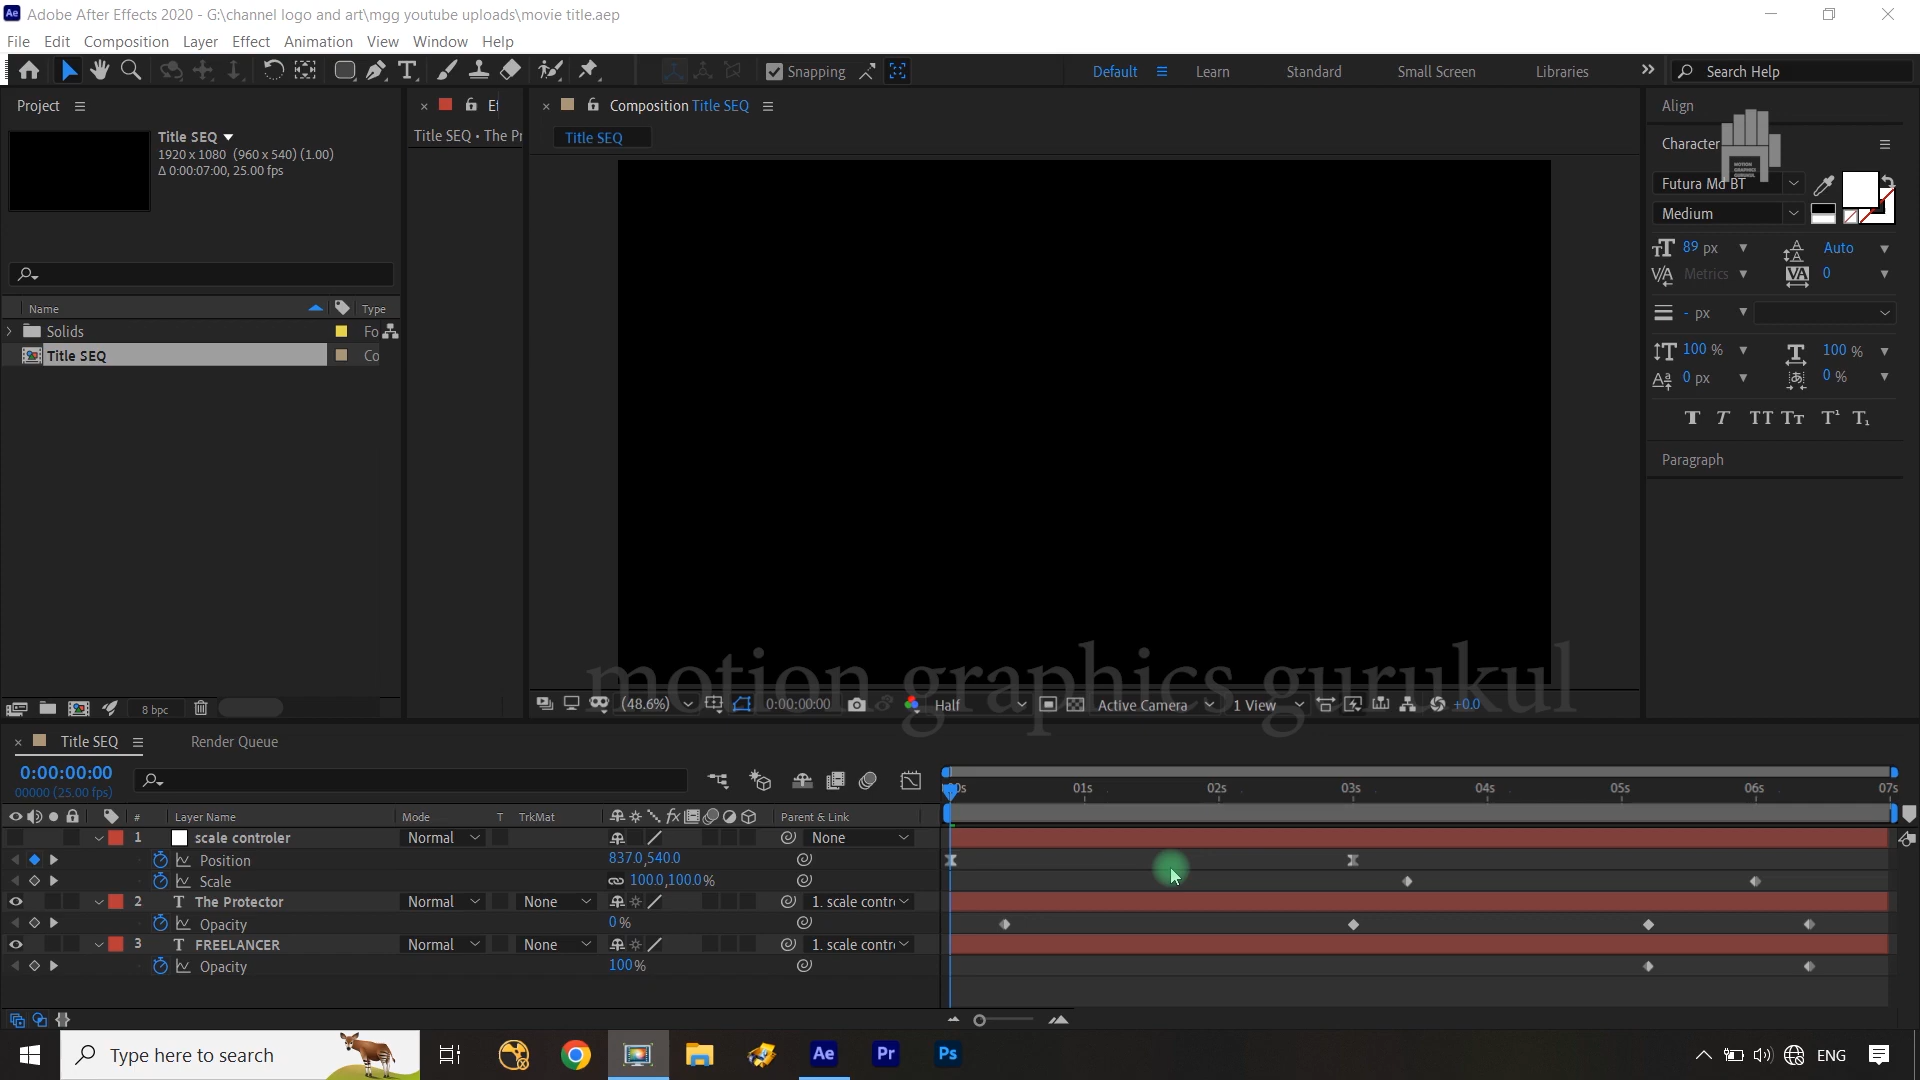 Adobe After Effects 2020 - G:\channel logo and art\mgg youtube uploads\movie title.aep
File Edit Composition Layer Effect Animation View Window Help
Snapping Default Learn Standard Small Screen Libraries Search Help
Project
Title SEQ
1920 x 1080 (960 x 540) (1.00)
Δ 0:00:07:00, 25.00 fps
Name Type
Solids Fo
Title SEQ Co
8 bpc
Title SEQ • The Pr
Composition Title SEQ
Title SEQ
motion graphics gurukul
(48.6%) 0:00:00:00 Half Active Camera 1 View +0.0
Align
Character
MOTION
GRAPHICS
GURUKUL
Futura Md BT
Medium
89 px Auto
Metrics 0
- px
100 % 100 %
0 px 0 %
Paragraph
Title SEQ Render Queue
0:00:00:00
00000 (25.00 fps)
01s 02s 03s 04s 05s 06s 07s
# Layer Name Mode T TrkMat Parent & Link
1 scale controler Normal None
Position 837.0,540.0
Scale 100.0,100.0%
2 The Protector Normal None 1. scale contr
Opacity 0%
3 FREELANCER Normal None 1. scale contr
Opacity 100%
Type here to search Ae Pr Ps ENG